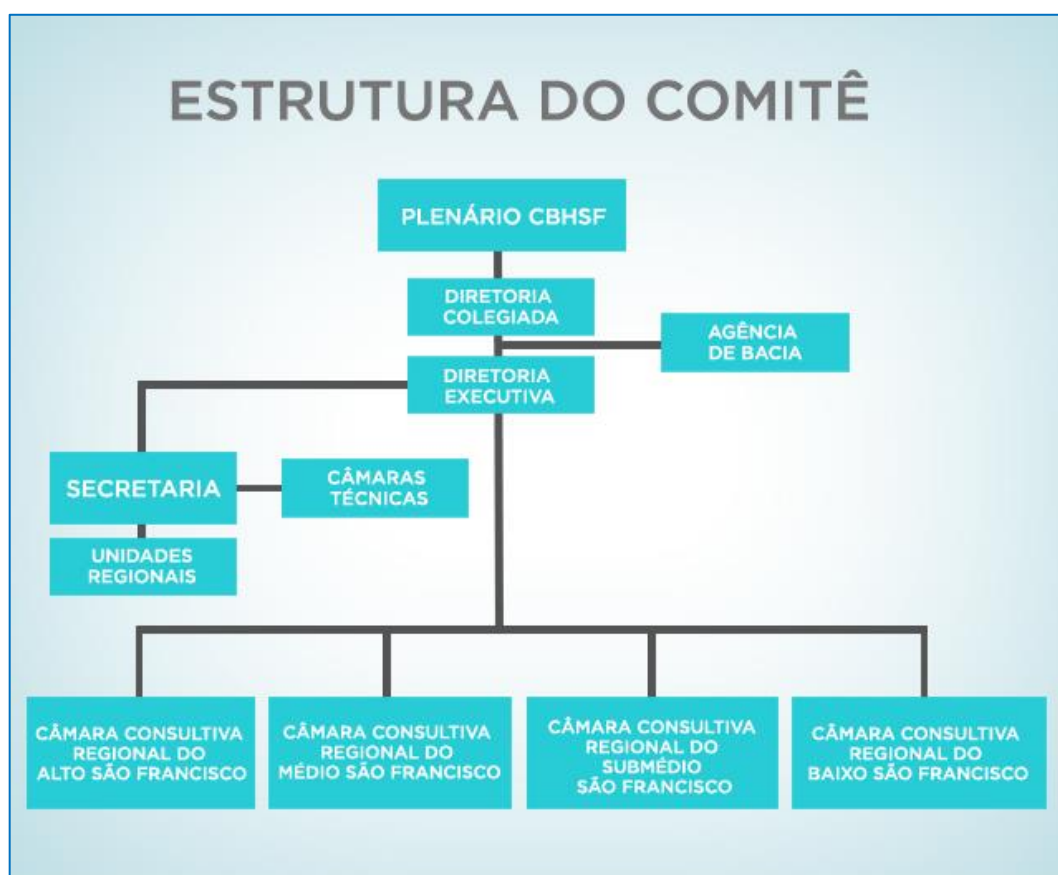 ESTRUTURA DO COMITÊ
PLENÁRIO CBHSF
DIRETORIA
COLEGIADA
AGÊNCIA
DE BACIA
DIRETORIA
EXECUTIVA
SECRETARIA
CÂMARAS
TÉCNICAS
UNIDADES
REGIONAIS
CÂMARA CONSULTIVA
REGIONAL DO
ALTO SÃO FRANCISCO
CÂMARA CONSULTIVA
REGIONAL DO
MÉDIO SÃO FRANCISCO
CÂMARA CONSULTIVA
REGIONAL DO
SUBMÉDIO
SÃO FRANCISCO
CÂMARA CONSULTIVA
REGIONAL DO
BAIXO SÃO FRANCISCO